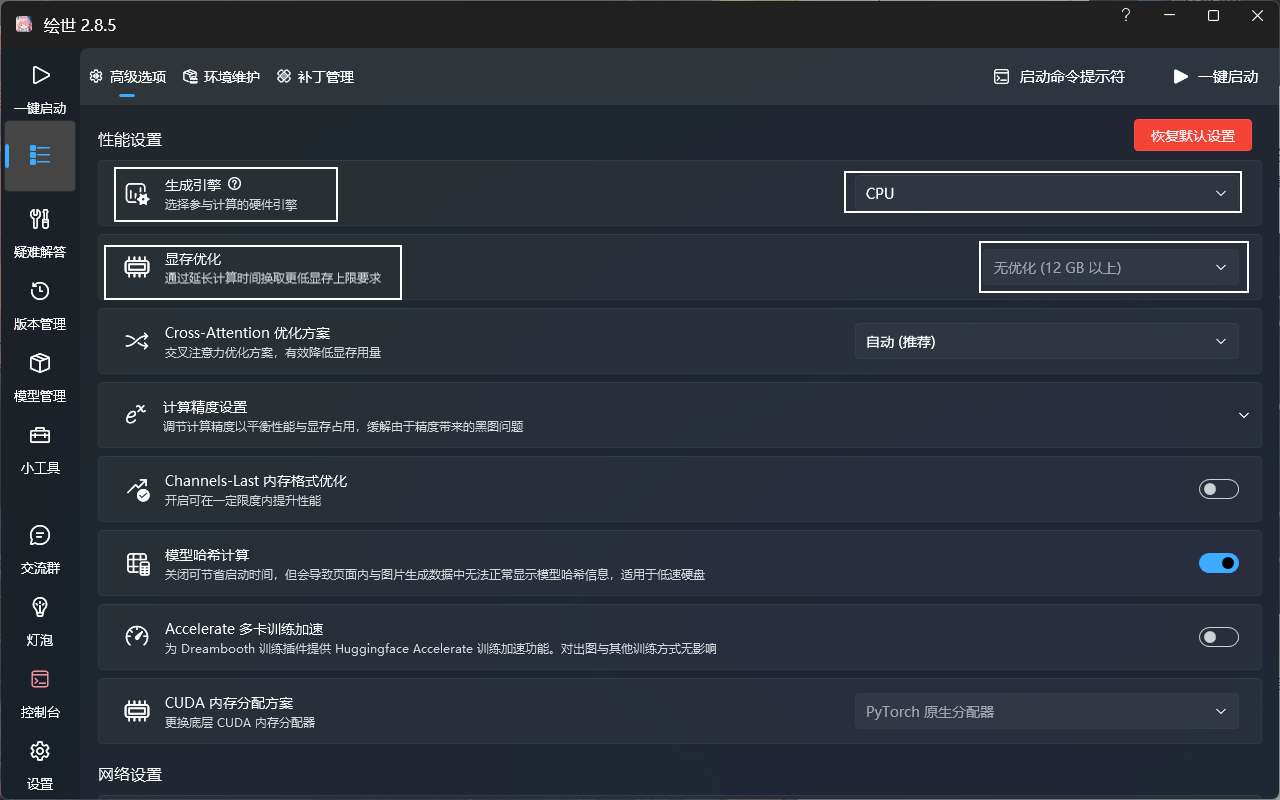 绘世 2.8.5
?
一键启动
高级选项
环境维护
补丁管理
启动命令提示符
一键启动
性能设置
恢复默认设置
生成引擎
选择参与计算的硬件引擎
CPU
显存优化
通过延长计算时间换取更低显存上限要求
无优化 (12 GB 以上)
Cross-Attention 优化方案
交叉注意力优化方案，有效降低显存用量
自动 (推荐)
计算精度设置
调节计算精度以平衡性能与显存占用，缓解由于精度带来的黑图问题
Channels-Last 内存格式优化
开启可在一定限度内提升性能
模型哈希计算
关闭可节省启动时间，但会导致页面内与图片生成数据中无法正常显示模型哈希信息，适用于低速硬盘
Accelerate 多卡训练加速
为 Dreambooth 训练插件提供 Huggingface Accelerate 训练加速功能。对出图与其他训练方式无影响
CUDA 内存分配方案
更换底层 CUDA 内存分配器
PyTorch 原生分配器
网络设置
疑难解答
版本管理
模型管理
小工具
交流群
灯泡
控制台
设置